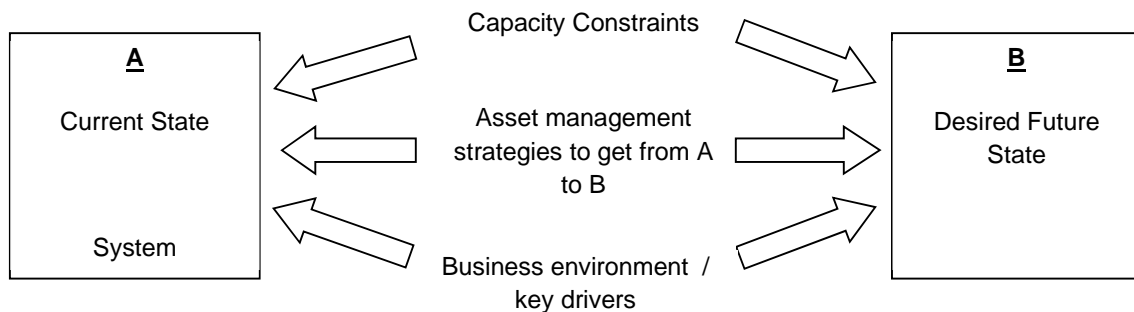 A
Current State
System
Capacity Constraints
Asset management
strategies to get from A
to B
Business environment /
key drivers
B
Desired Future
State